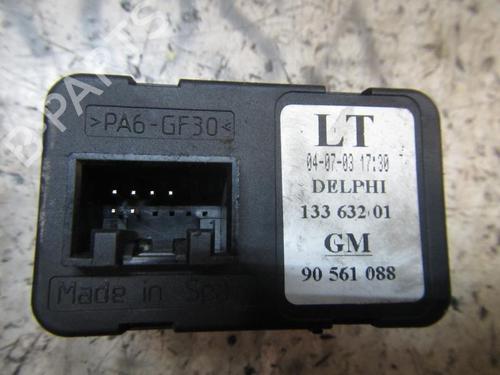 >PA6-GF30<
Made in
LT
04-07-03 17:30
DELPHI
133 632 01
GM
90 561 088
B-PARTS